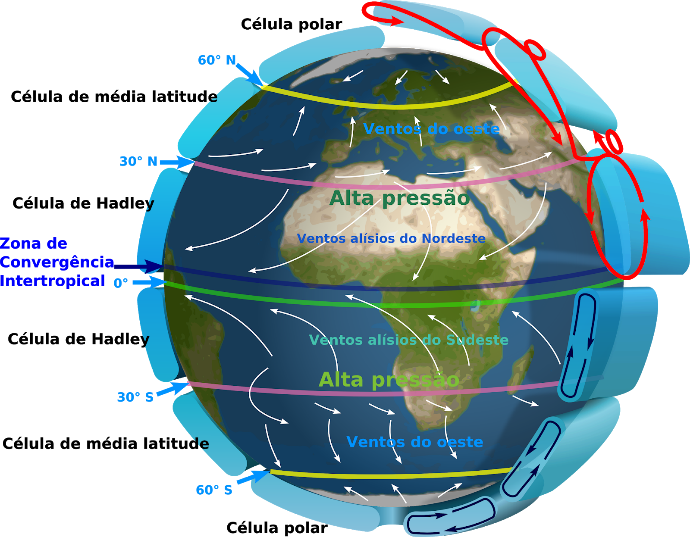 Célula polar
60° N
Célula de média latitude
Ventos do oeste
30° N
Alta pressão
Célula de Hadley
Ventos alísios do Nordeste
Zona de
Convergência
Intertropical
0°
Célula de Hadley
Ventos alísios do Sudeste
Alta pressão
30° S
Célula de média latitude
Ventos do oeste
60° S
Célula polar